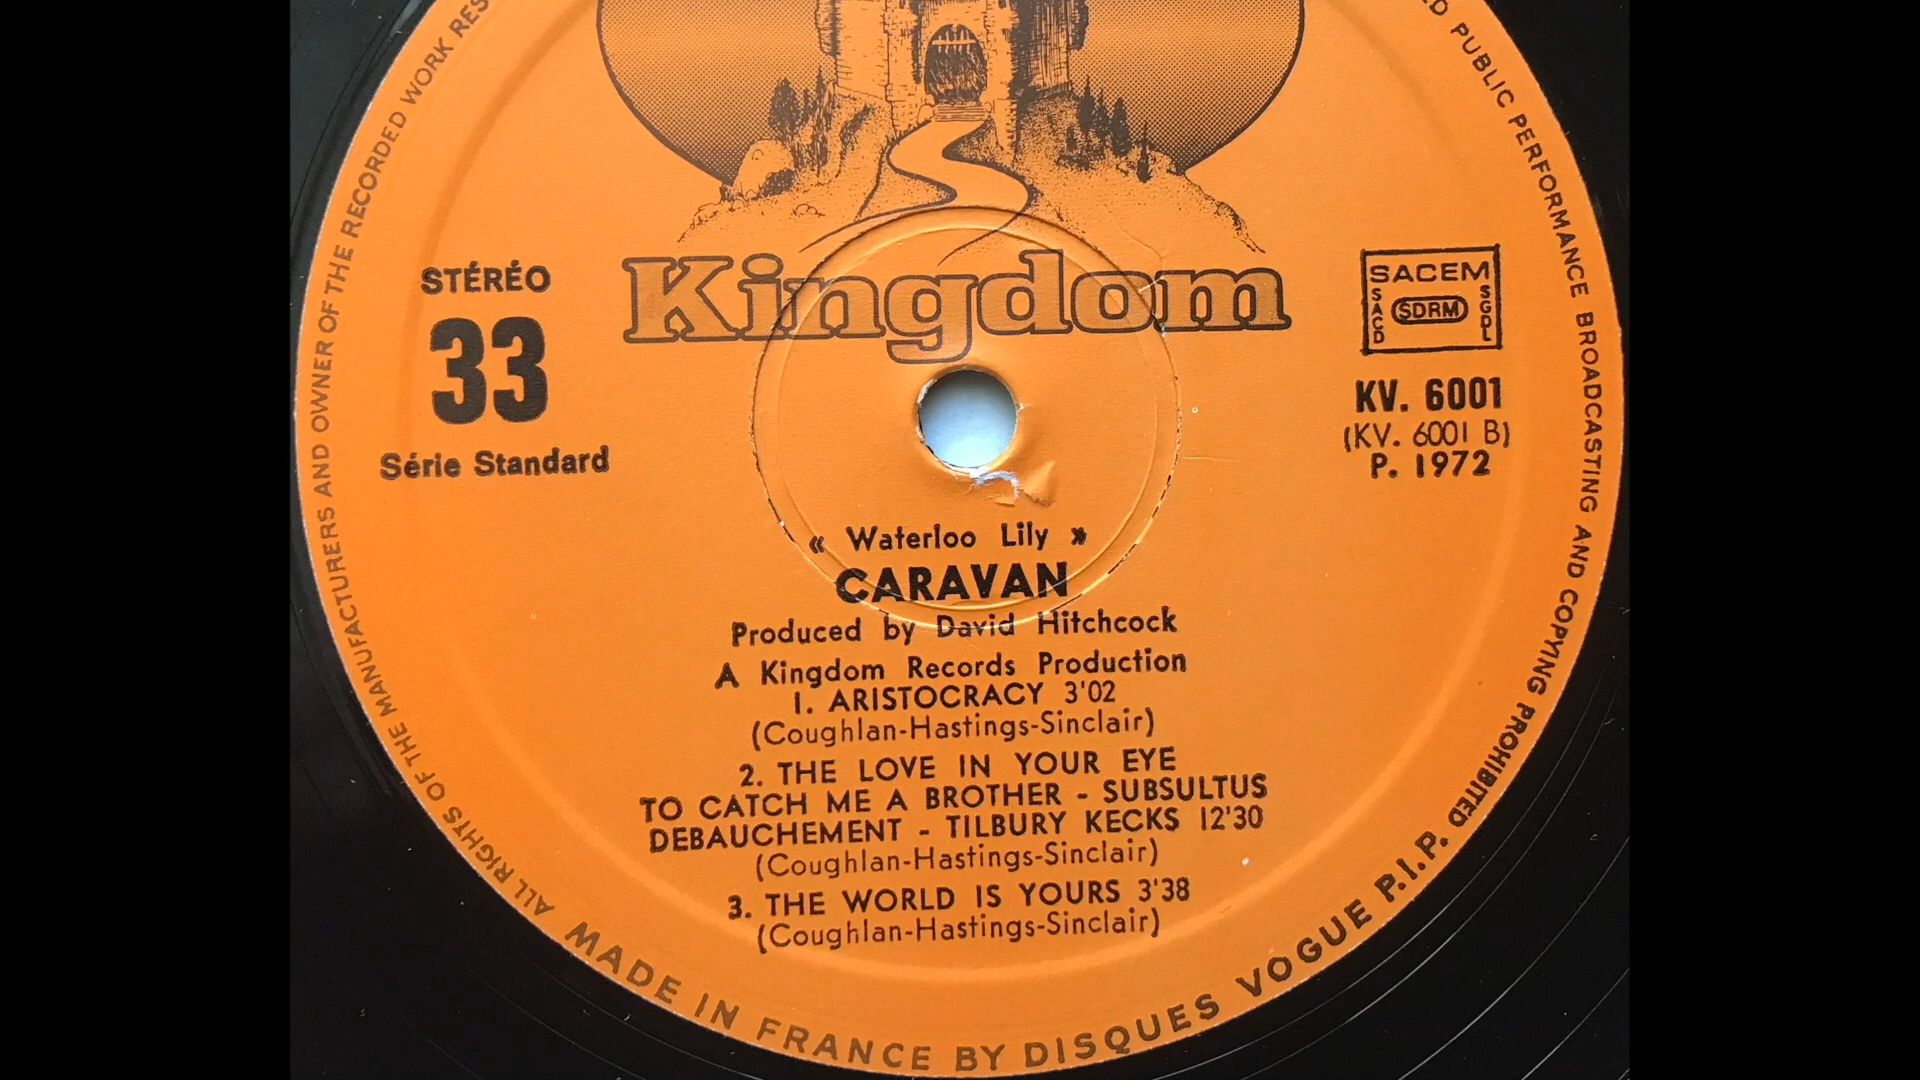 Kingdom
STÉRÉO
33
Série Standard
SACEM
SACD
SDRM
SGDL
KV. 6001
(KV. 6001 B)
P. 1972
« Waterloo Lily »
CARAVAN
Produced by David Hitchcock
A Kingdom Records Production
1. ARISTOCRACY 3'02
(Coughlan-Hastings-Sinclair)
2. THE LOVE IN YOUR EYE
TO CATCH ME A BROTHER - SUBSULTUS
DEBAUCHEMENT - TILBURY KECKS 12'30
(Coughlan-Hastings-Sinclair)
3. THE WORLD IS YOURS 3'38
(Coughlan-Hastings-Sinclair)
ALL RIGHTS OF THE MANUFACTURERS AND OWNER OF THE RECORDED WORK RES
ED PUBLIC PERFORMANCE BROADCASTING AND COPYING PROHIBITED
MADE IN FRANCE BY DISQUES VOGUE P.I.P.